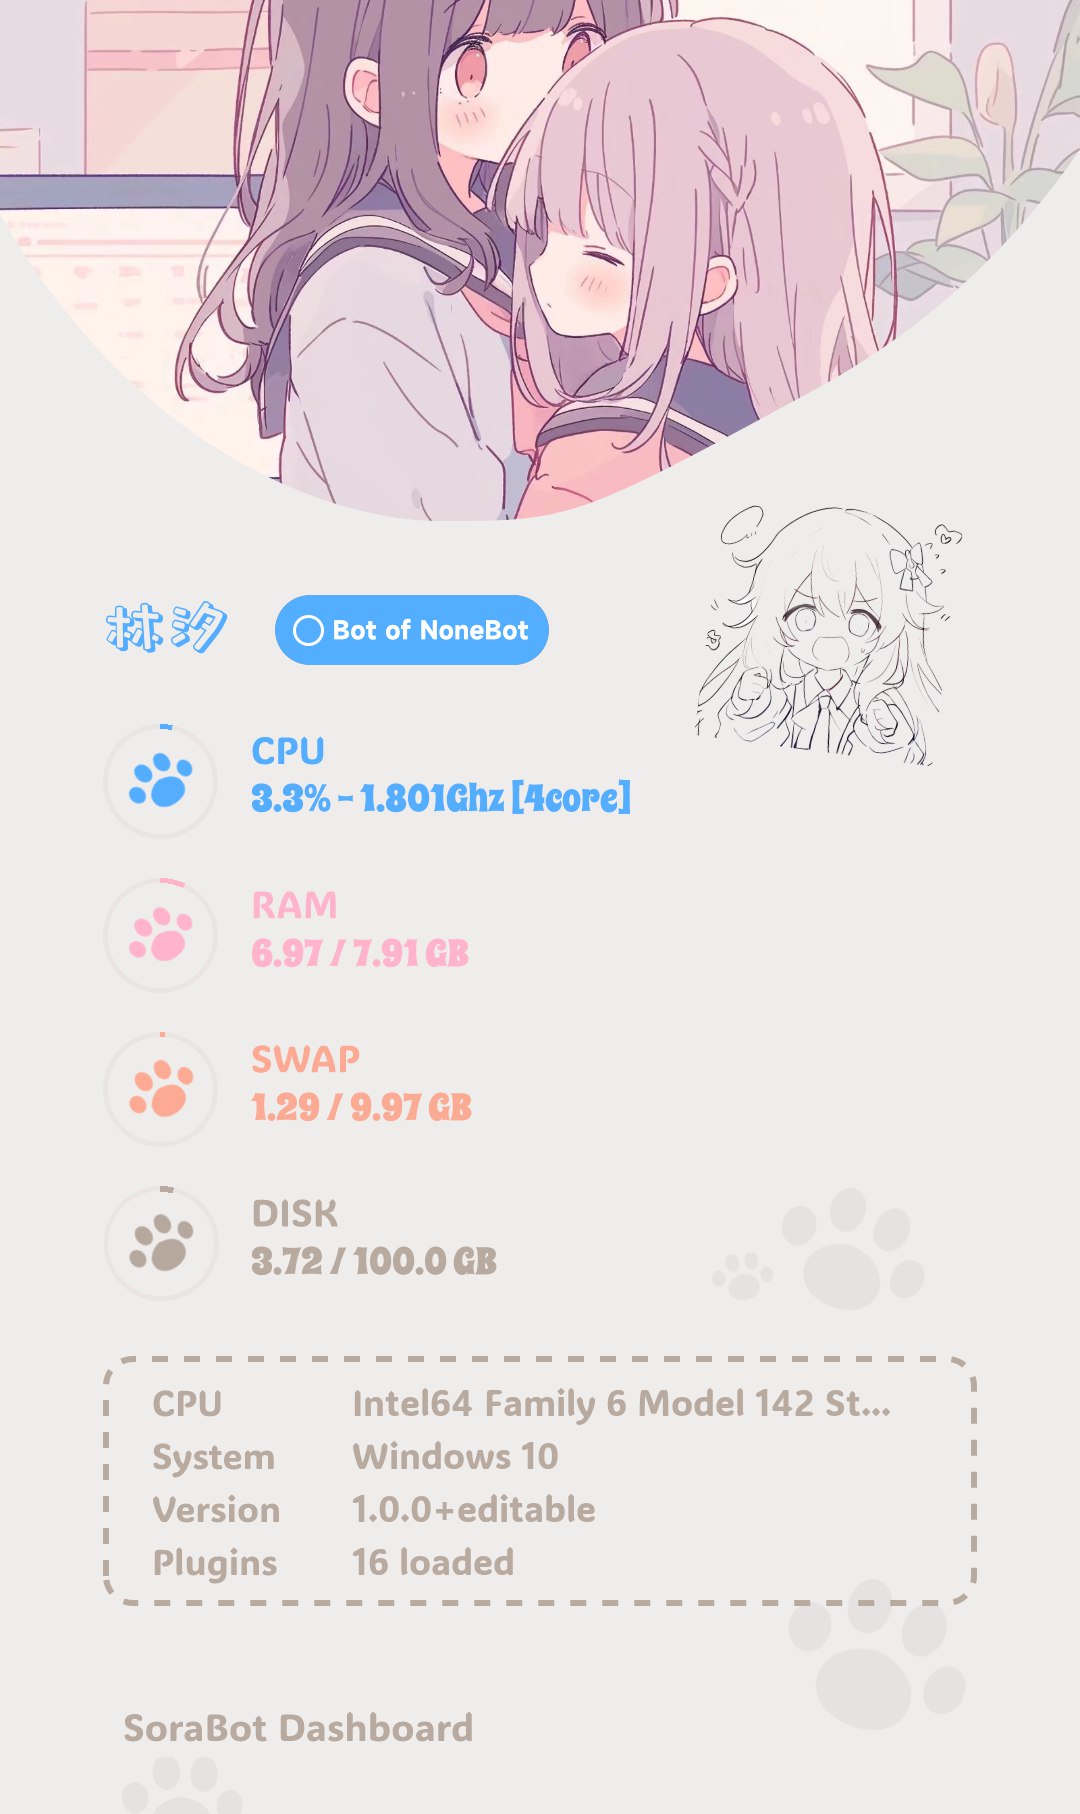 林汐
Bot of NoneBot
CPU
3.3% - 1.801Ghz [4core]
RAM
6.97 / 7.91 GB
SWAP
1.29 / 9.97 GB
DISK
3.72 / 100.0 GB
CPU Intel64 Family 6 Model 142 St...
System Windows 10
Version 1.0.0+editable
Plugins 16 loaded
SoraBot Dashboard